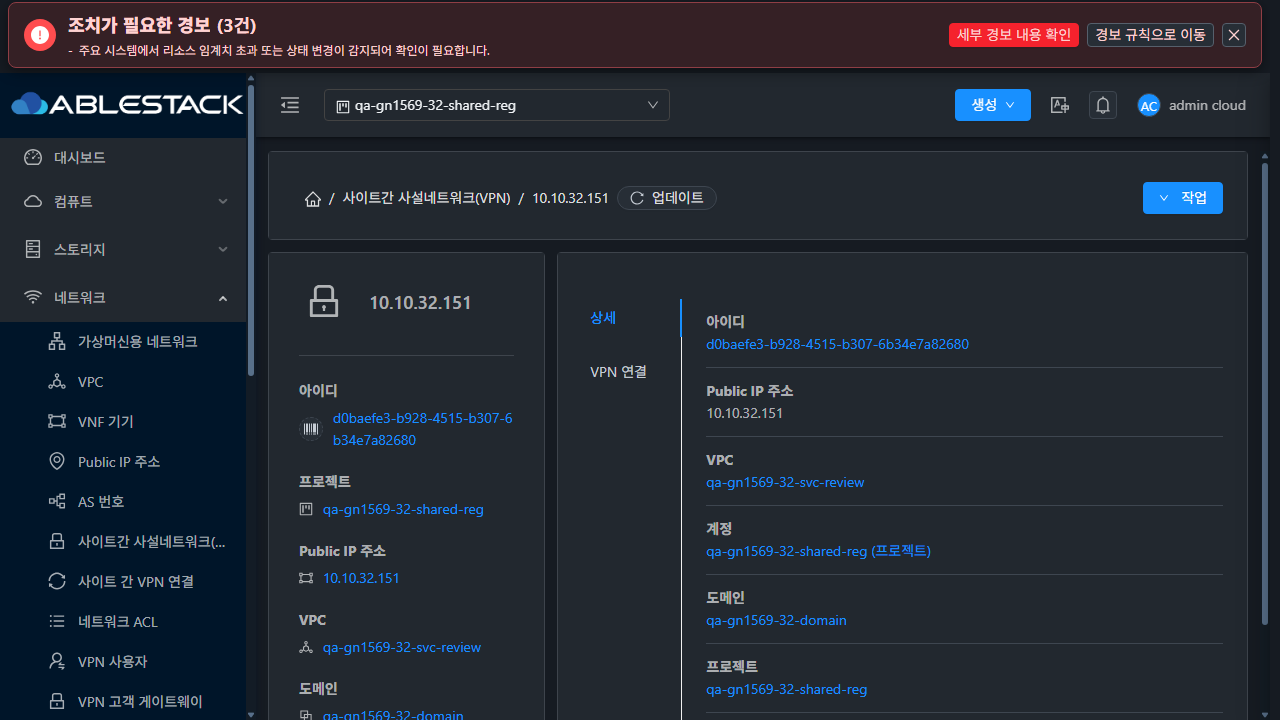 조치가 필요한 경보 (3건)
- 주요 시스템에서 리소스 임계치 초과 또는 상태 변경이 감지되어 확인이 필요합니다.
세부 경보 내용 확인
경보 규칙으로 이동
ABLESTACK
qa-gn1569-32-shared-reg
생성
AC
admin cloud
대시보드
컴퓨트
스토리지
네트워크
가상머신용 네트워크
VPC
VNF 기기
Public IP 주소
AS 번호
사이트간 사설네트워크(...
사이트 간 VPN 연결
네트워크 ACL
VPN 사용자
VPN 고객 게이트웨이
/ 사이트간 사설네트워크(VPN) / 10.10.32.151
업데이트
작업
10.10.32.151
아이디
d0baefe3-b928-4515-b307-6
b34e7a82680
프로젝트
qa-gn1569-32-shared-reg
Public IP 주소
10.10.32.151
VPC
qa-gn1569-32-svc-review
도메인
qa-gn1569-32-domain
상세
VPN 연결
아이디
d0baefe3-b928-4515-b307-6b34e7a82680
Public IP 주소
10.10.32.151
VPC
qa-gn1569-32-svc-review
계정
qa-gn1569-32-shared-reg (프로젝트)
도메인
qa-gn1569-32-domain
프로젝트
qa-gn1569-32-shared-reg